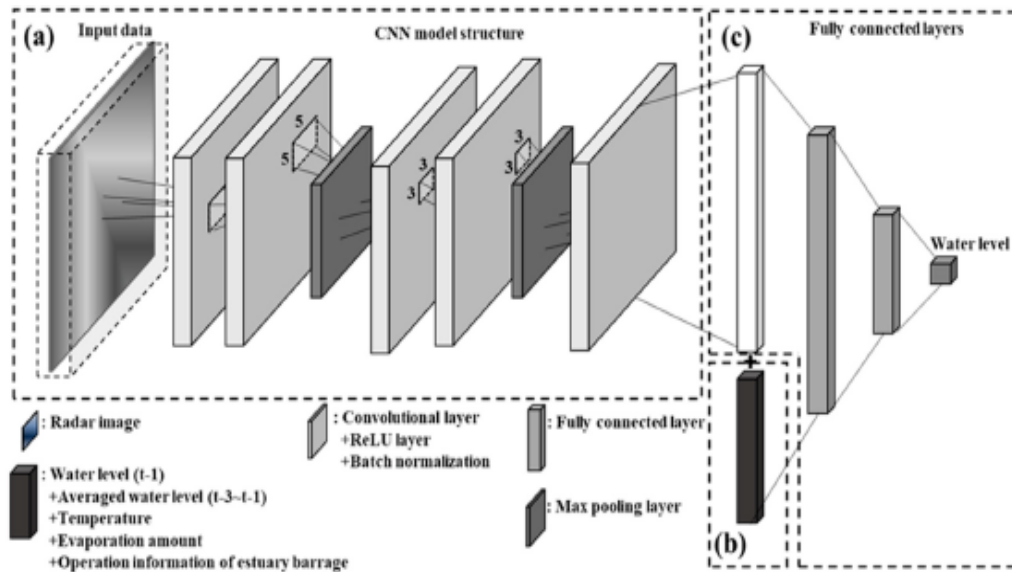 (a)
Input data
CNN model structure
(c)
Fully connected layers
5
5
3
3
3
3
Water level
+
(b)
: Radar image
: Water level (t-1)
+Averaged water level (t-3~t-1)
+Temperature
+Evaporation amount
+Operation information of estuary barrage
: Convolutional layer
+ReLU layer
+Batch normalization
: Fully connected layer
: Max pooling layer